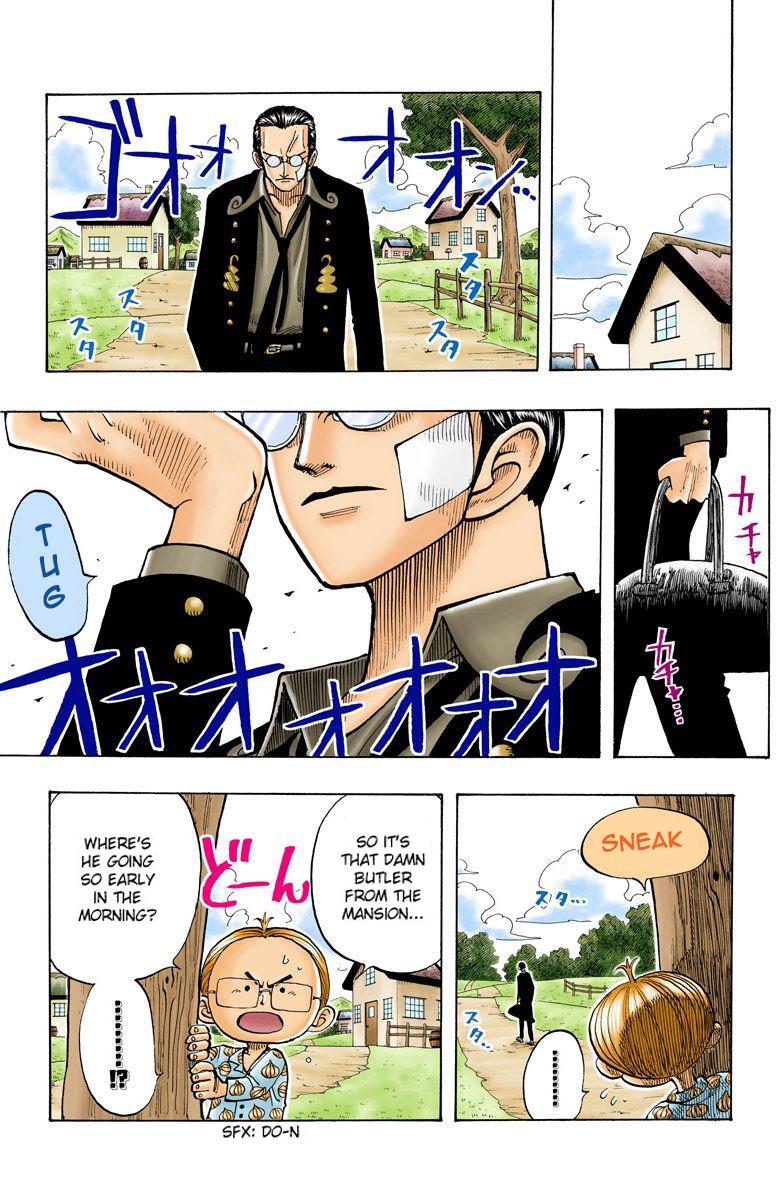 ゴオオオオン…
スタ
スタ
スタ
スタ
スタ
カチャ
カチャ…
TUG
オオオオオオオ
SNEAK
スタ…
スタ…
…………
SO IT'S
THAT DAMN
BUTLER
FROM THE
MANSION...
どーん
WHERE'S
HE GOING
SO EARLY
IN THE
MORNING?
…………
!?
SFX: DO-N